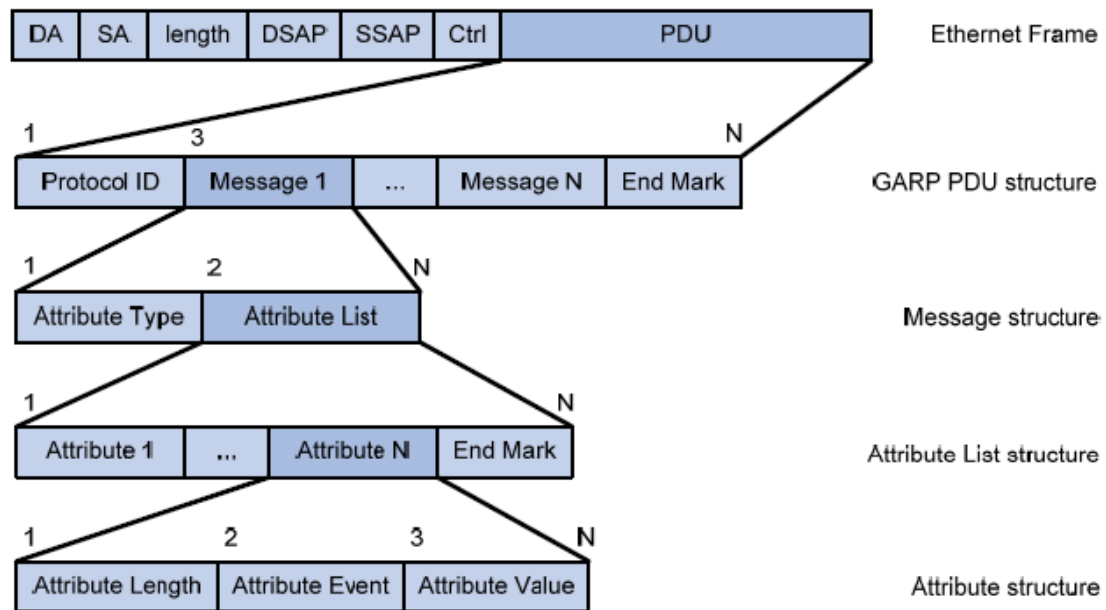 DA SA length DSAP SSAP Ctrl PDU Ethernet Frame
1 3 N
Protocol ID Message 1 ... Message N End Mark GARP PDU structure
1 2 N
Attribute Type Attribute List Message structure
1 N
Attribute 1 ... Attribute N End Mark Attribute List structure
1 2 3 N
Attribute Length Attribute Event Attribute Value Attribute structure